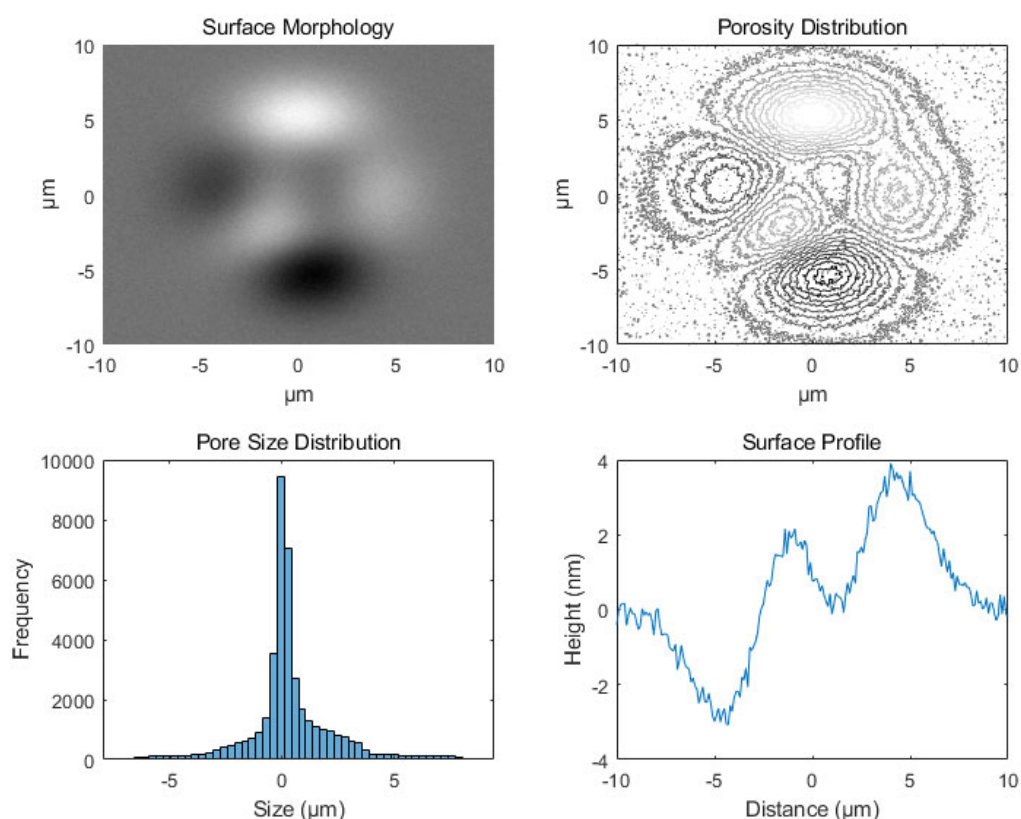 Surface Morphology
10
5
0
-5
-10
µm
-10 -5 0 5 10
µm
Porosity Distribution
10
5
0
-5
-10
µm
-10 -5 0 5 10
µm
Pore Size Distribution
10000
8000
6000
4000
2000
0
Frequency
-5 0 5
Size (µm)
Surface Profile
4
2
0
-2
-4
Height (nm)
-10 -5 0 5 10
Distance (µm)